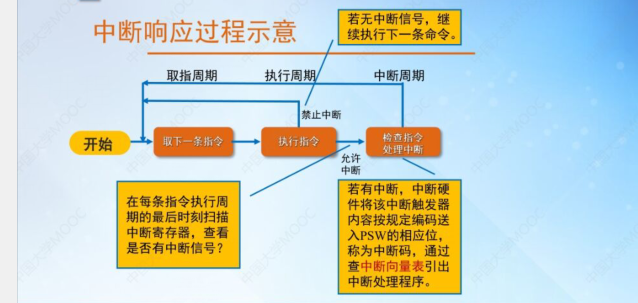 中断响应过程示意
若无中断信号，继
续执行下一条命令。
取指周期
执行周期
中断周期
禁止中断
开始
取下一条指令
执行指令
检查指令
处理中断
允许
中断
在每条指令执行周
期的最后时刻扫描
中断寄存器，查看
是否有中断信号？
若有中断，中断硬
件将该中断触发器
内容按规定编码送
入PSW的相应位，
称为中断码，通过
查中断向量表引出
中断处理程序。